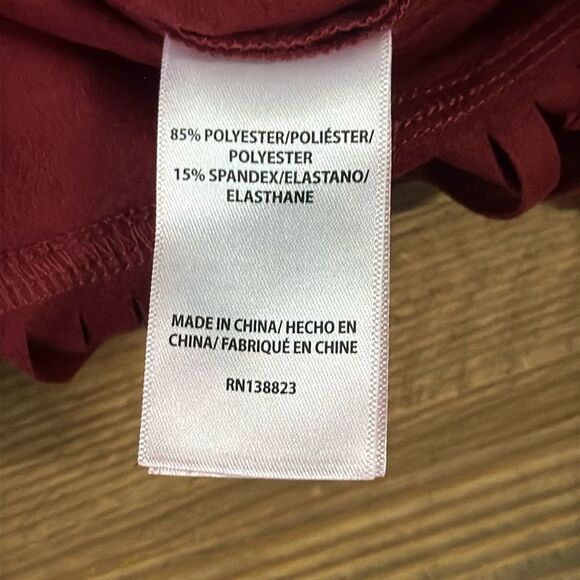 85% POLYESTER/POLIÉSTER/
POLYESTER
15% SPANDEX/ELASTANO/
ELASTHANE
MADE IN CHINA/ HECHO EN
CHINA/ FABRIQUÉ EN CHINE
RN138823